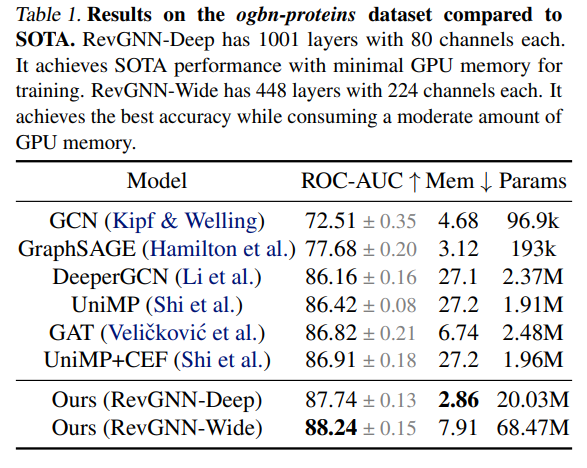 Table 1. Results on the ogbn-proteins dataset compared to
SOTA. RevGNN-Deep has 1001 layers with 80 channels each.
It achieves SOTA performance with minimal GPU memory for
training. RevGNN-Wide has 448 layers with 224 channels each. It
achieves the best accuracy while consuming a moderate amount of
GPU memory.
Model ROC-AUC ↑ Mem ↓ Params
GCN (Kipf & Welling) 72.51 ± 0.35 4.68 96.9k
GraphSAGE (Hamilton et al.) 77.68 ± 0.20 3.12 193k
DeeperGCN (Li et al.) 86.16 ± 0.16 27.1 2.37M
UniMP (Shi et al.) 86.42 ± 0.08 27.2 1.91M
GAT (Veličković et al.) 86.82 ± 0.21 6.74 2.48M
UniMP+CEF (Shi et al.) 86.91 ± 0.18 27.2 1.96M
Ours (RevGNN-Deep) 87.74 ± 0.13 2.86 20.03M
Ours (RevGNN-Wide) 88.24 ± 0.15 7.91 68.47M